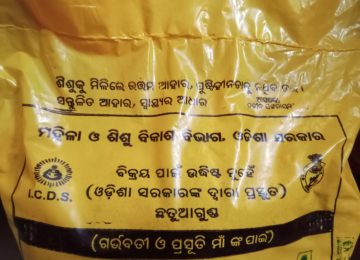 ଶିଶୁକୁ ମିଳିଲେ ଉତ୍ତମ ଆହାର, ପୁଷ୍ଟିହୀନତାକୁ
ସନ୍ତୁଳିତ ଆହାର, ସ୍ୱାସ୍ଥ୍ୟର ଆଧାର
ମହିଳା ଓ ଶିଶୁ ବିକାଶ ବିଭାଗ, ଓଡିଶା ସରକାର
ବିକ୍ରୟ ପାଇଁ ଉଦ୍ଦିଷ୍ଟ ନୁହେଁ
(ଓଡ଼ିଶା ସରକାରଙ୍କ ଦ୍ୱାରା ପ୍ରସ୍ତୁତ)
ଛତୁଆଗୁଣ୍ଡ
I.C.D.S.
(ଗର୍ଭବତୀ ଓ ପ୍ରସୂତି ମାଁ ଙ୍କ ପାଇଁ)